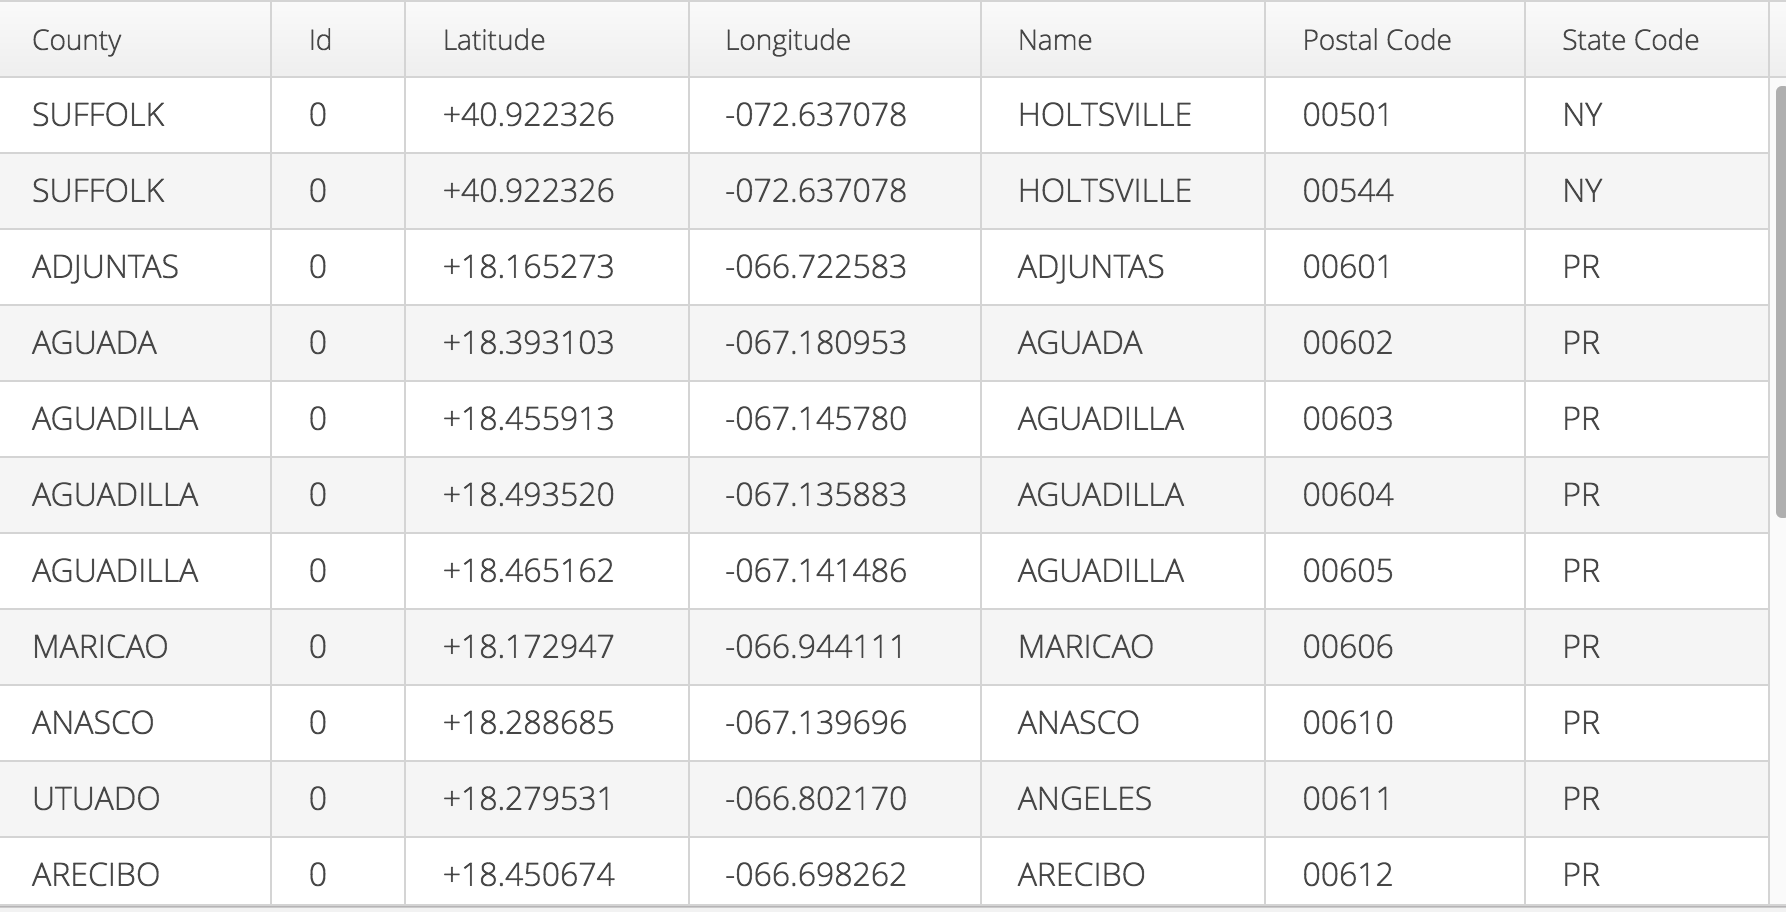 County Id Latitude Longitude Name Postal Code State Code
SUFFOLK 0 +40.922326 -072.637078 HOLTSVILLE 00501 NY
SUFFOLK 0 +40.922326 -072.637078 HOLTSVILLE 00544 NY
ADJUNTAS 0 +18.165273 -066.722583 ADJUNTAS 00601 PR
AGUADA 0 +18.393103 -067.180953 AGUADA 00602 PR
AGUADILLA 0 +18.455913 -067.145780 AGUADILLA 00603 PR
AGUADILLA 0 +18.493520 -067.135883 AGUADILLA 00604 PR
AGUADILLA 0 +18.465162 -067.141486 AGUADILLA 00605 PR
MARICAO 0 +18.172947 -066.944111 MARICAO 00606 PR
ANASCO 0 +18.288685 -067.139696 ANASCO 00610 PR
UTUADO 0 +18.279531 -066.802170 ANGELES 00611 PR
ARECIBO 0 +18.450674 -066.698262 ARECIBO 00612 PR